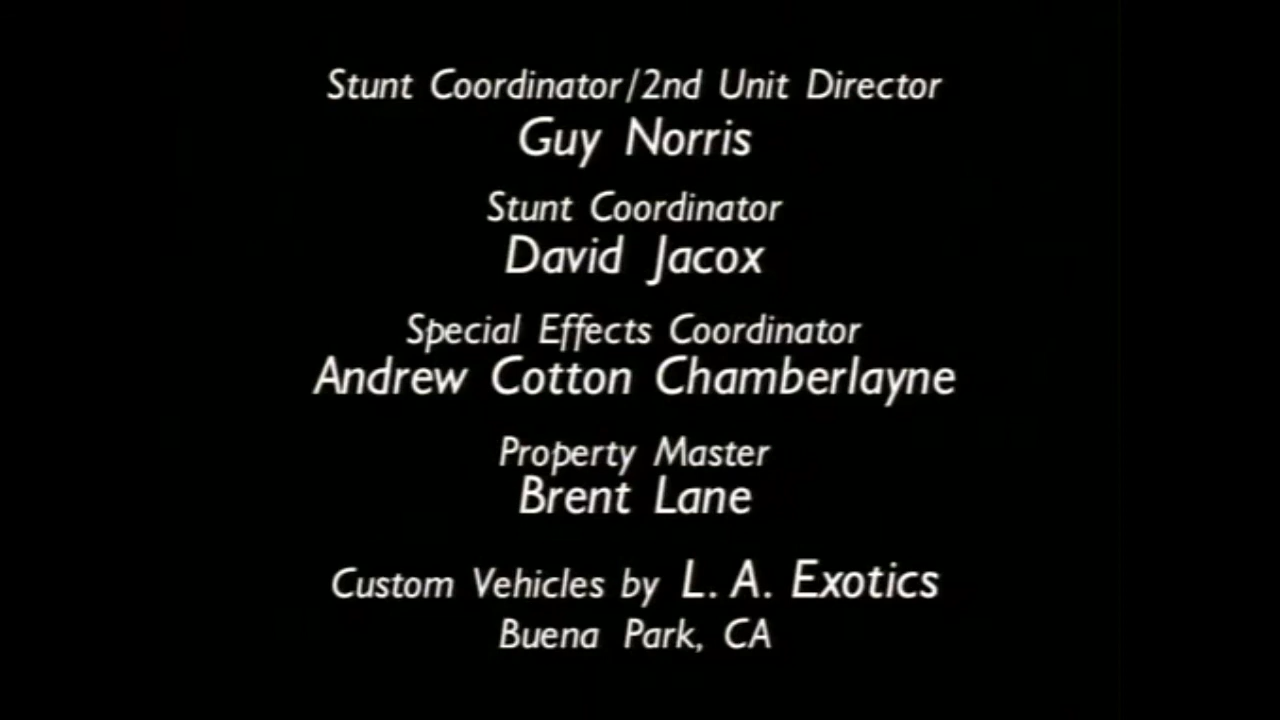 Stunt Coordinator/2nd Unit Director
Guy Norris
Stunt Coordinator
David Jacox
Special Effects Coordinator
Andrew Cotton Chamberlayne
Property Master
Brent Lane
Custom Vehicles by L. A. Exotics
Buena Park, CA